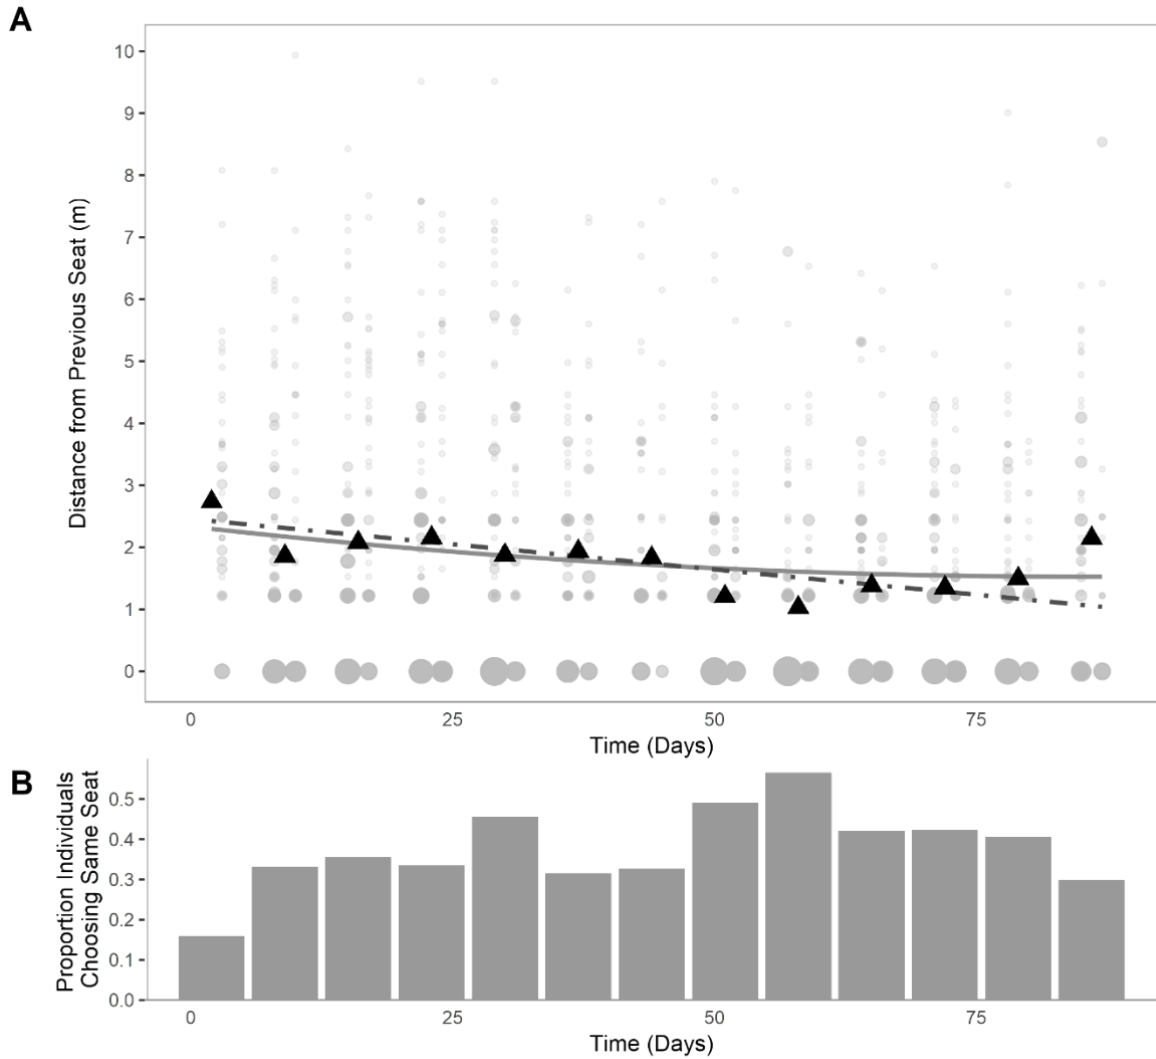 A
10
9
8
7
6
5
4
3
2
1
0
Distance from Previous Seat (m)
0 25 50 75
Time (Days)
B
0.5
0.4
0.3
0.2
0.1
0.0
Proportion Individuals
Choosing Same Seat
0 25 50 75
Time (Days)